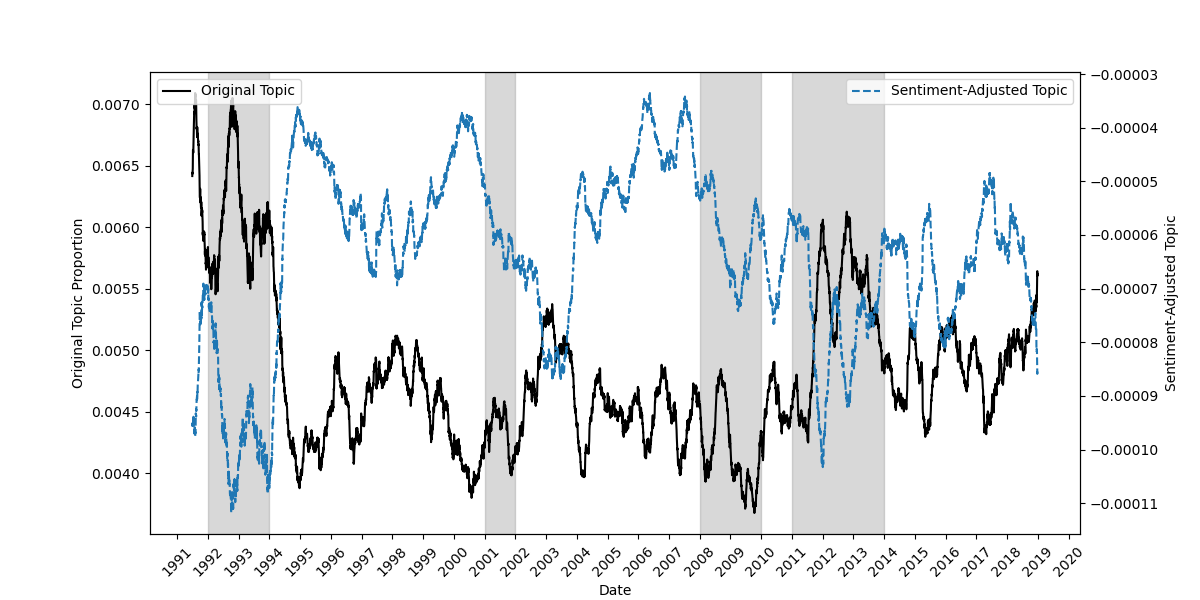 Original Topic
Sentiment-Adjusted Topic
Original Topic Proportion
0.0070
0.0065
0.0060
0.0055
0.0050
0.0045
0.0040
−0.00003
−0.00004
−0.00005
−0.00006
−0.00007
−0.00008
−0.00009
−0.00010
−0.00011
Sentiment-Adjusted Topic
1991 1992 1993 1994 1995 1996 1997 1998 1999 2000 2001 2002 2003 2004 2005 2006 2007 2008 2009 2010 2011 2012 2013 2014 2015 2016 2017 2018 2019 2020
Date